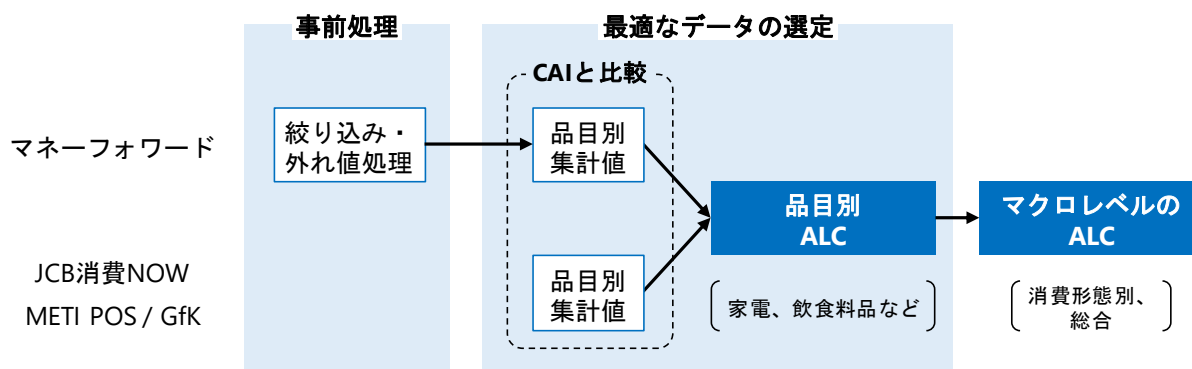 事前処理
最適なデータの選定
CAIと比較
マネーフォワード
絞り込み・
外れ値処理
品目別
集計値
品目別
ALC
マクロレベルの
ALC
JCB消費NOW
METI POS / GfK
品目別
集計値
家電、飲食料品など
消費形態別、
総合